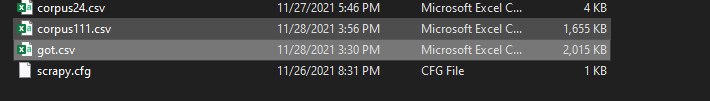 corpus24.csv 11/27/2021 5:46 PM Microsoft Excel C... 4 KB
corpus111.csv 11/28/2021 3:56 PM Microsoft Excel C... 1,655 KB
got.csv 11/28/2021 3:30 PM Microsoft Excel C... 2,015 KB
scrapy.cfg 11/26/2021 8:31 PM CFG File 1 KB